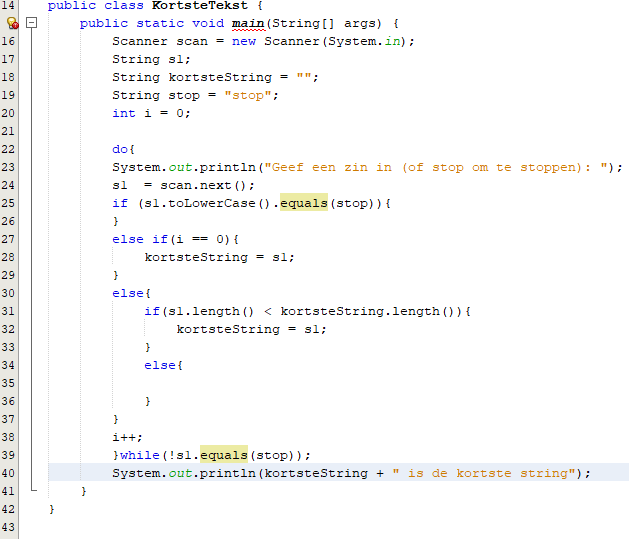 14 public class KortsteTekst {
public static void main(String[] args) {
16 Scanner scan = new Scanner(System.in);
17 String s1;
18 String kortsteString = "";
19 String stop = "stop";
20 int i = 0;
21
22 do{
23 System.out.println("Geef een zin in (of stop om te stoppen): ");
24 s1  = scan.next();
25 if (s1.toLowerCase().equals(stop)){
26 }
27 else if(i == 0){
28 kortsteString = s1;
29 }
30 else{
31 if(s1.length() < kortsteString.length()){
32 kortsteString = s1;
33 }
34 else{
35
36 }
37 }
38 i++;
39 }while(!s1.equals(stop));
40 System.out.println(kortsteString + " is de kortste string");
41 }
42 }
43